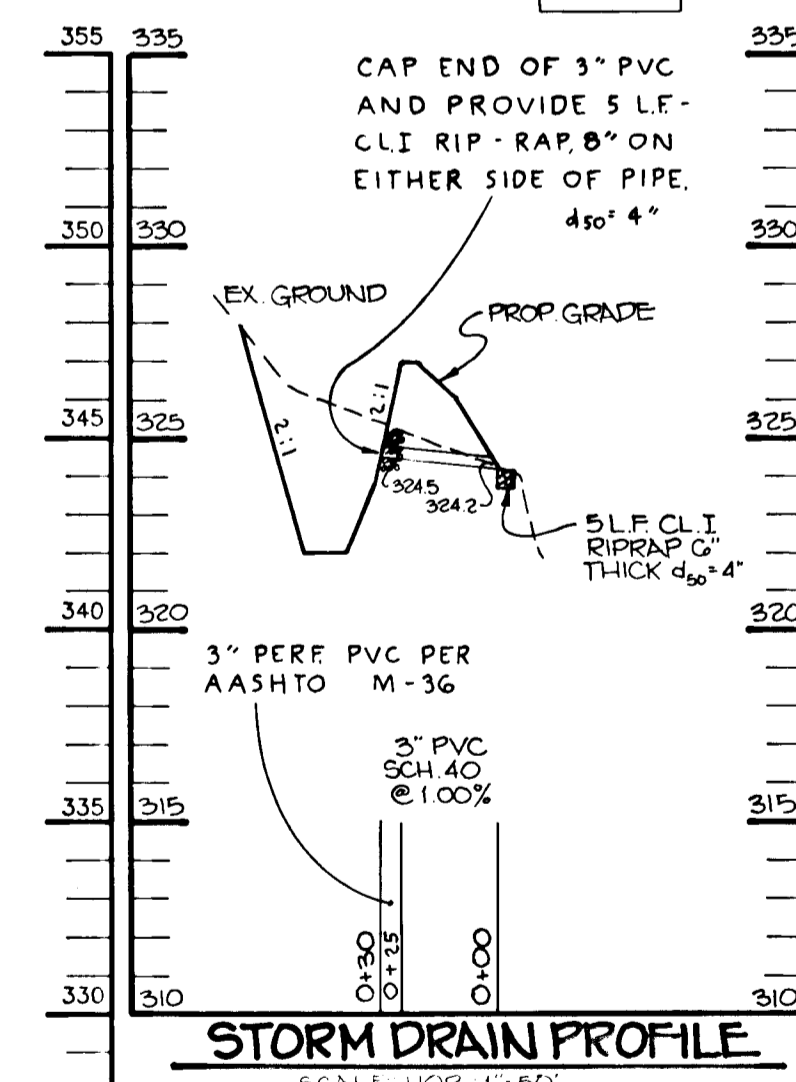 355 335 335
CAP END OF 3" PVC
AND PROVIDE 5 L.F.-
CL.I RIP-RAP, 8" ON
EITHER SIDE OF PIPE.
d50= 4"
350 330 330
EX. GROUND
PROP. GRADE
2:1
2:1
345 325 325
324.5
324.2
5 L.F. CL. I
RIPRAP 6"
THICK d50=4"
340 320 320
3" PERF. PVC PER
AASHTO M-36
3" PVC
SCH. 40
@ 1.00%
335 315 315
0+30
0+25
0+00
330 310 310
STORM DRAIN PROFILE
SCALE: HOR. 1"=50'